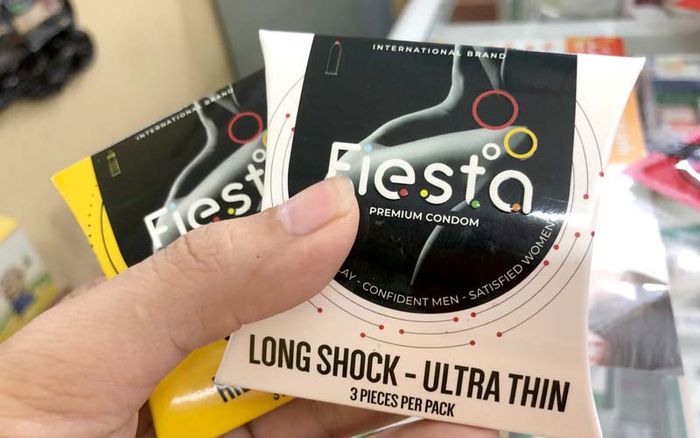 INTERNATIONAL BRAND
Fiesta
INTERNATIONAL BRAND
Fiesta
PREMIUM CONDOM
- CONFIDENT MEN - SATISFIED WOMEN
LONG SHOCK - ULTRA THIN
3 PIECES PER PACK